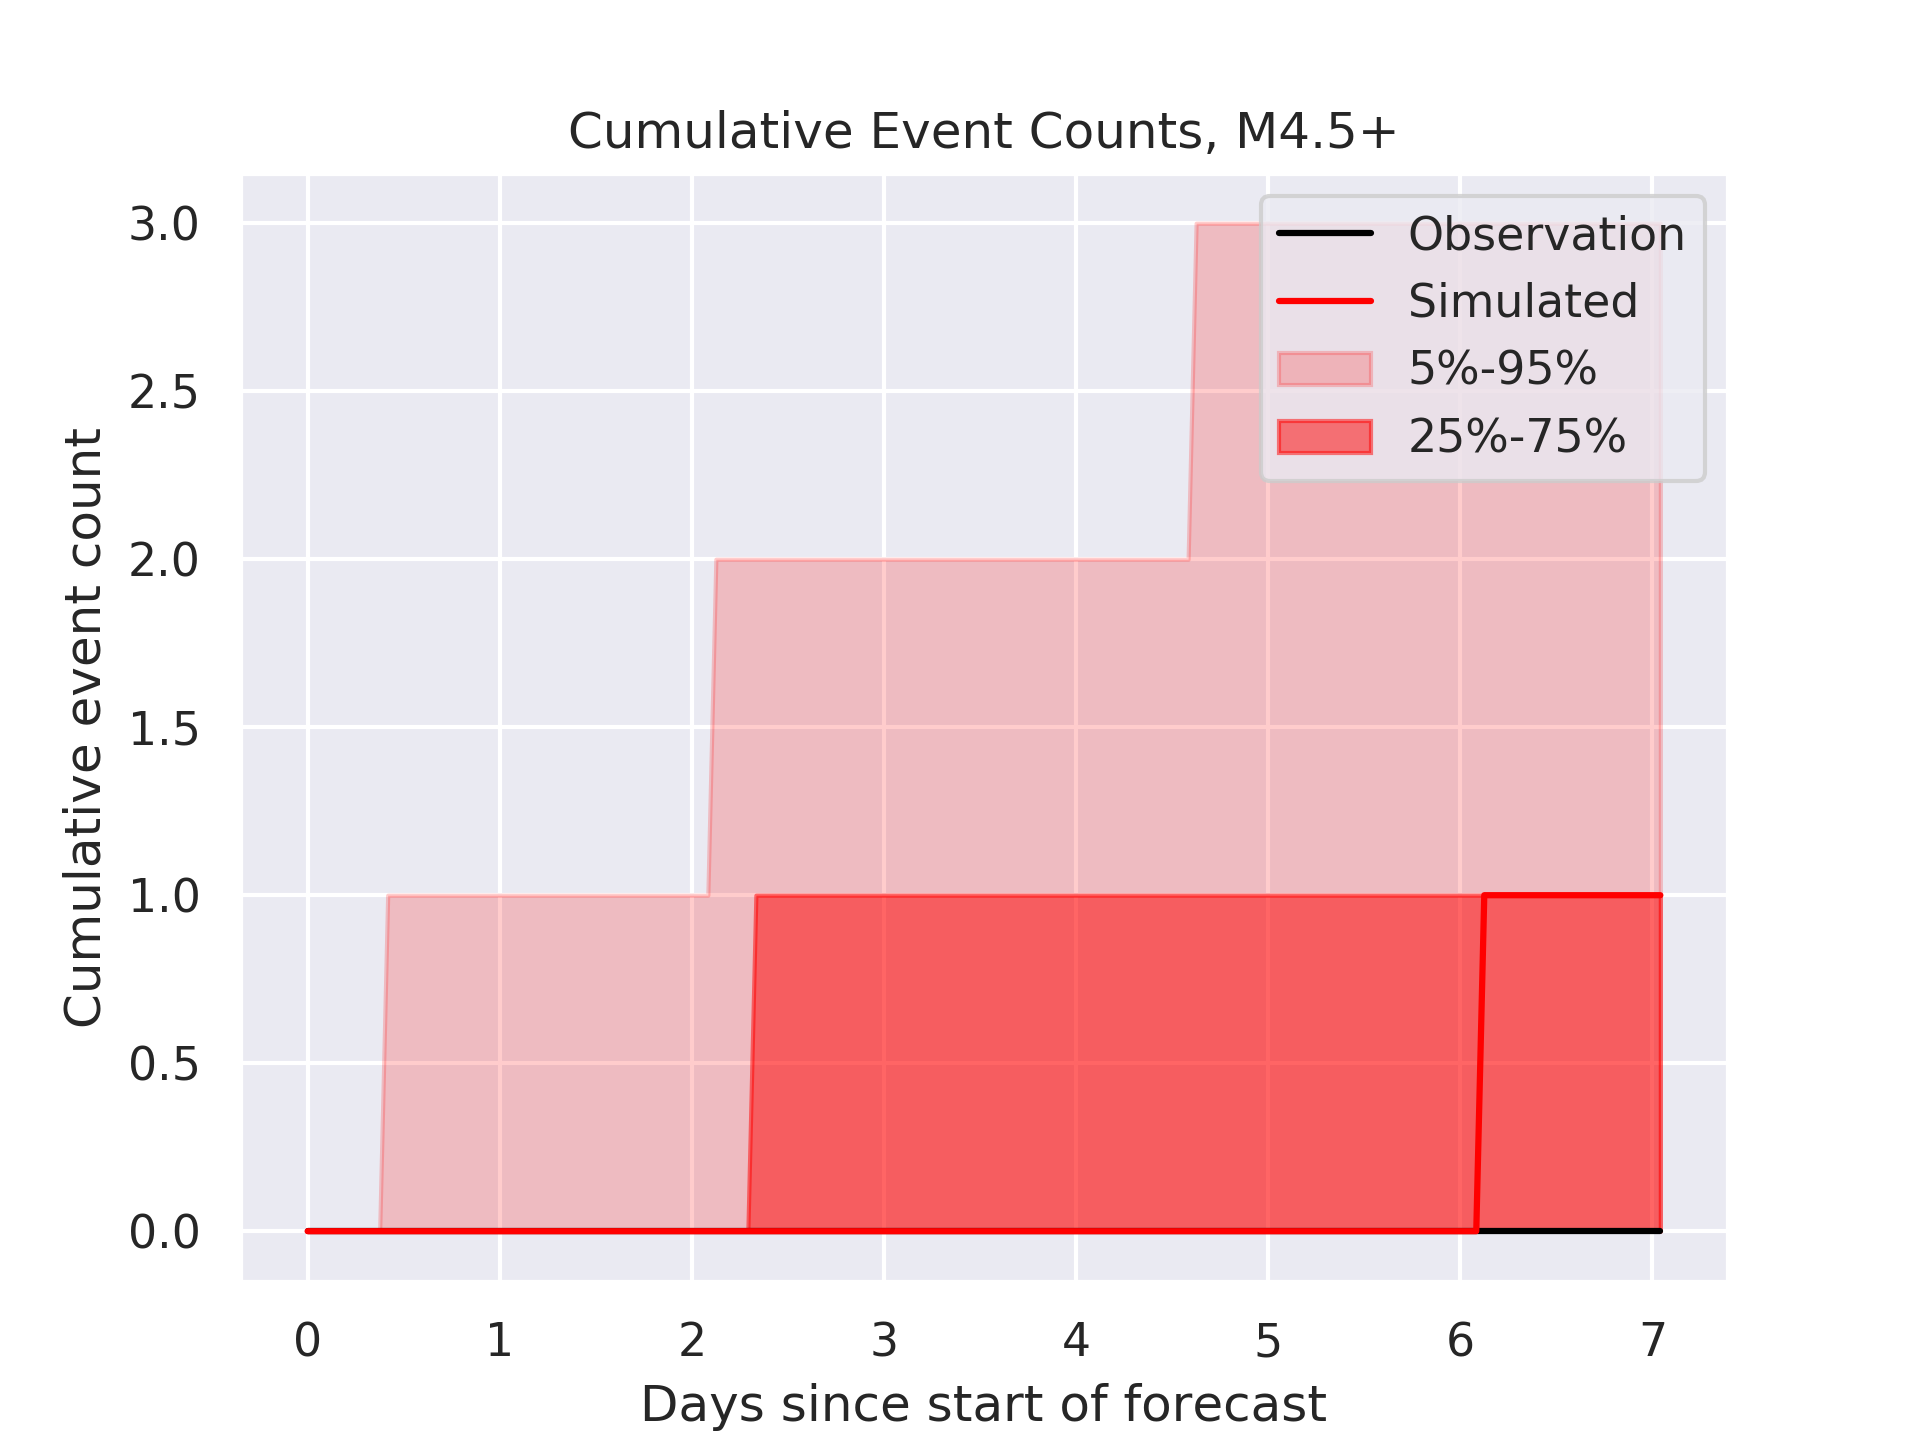 Cumulative Event Counts, M4.5+
Cumulative event count
3.0
2.5
2.0
1.5
1.0
0.5
0.0
Observation
Simulated
5%-95%
25%-75%
0 1 2 3 4 5 6 7
Days since start of forecast